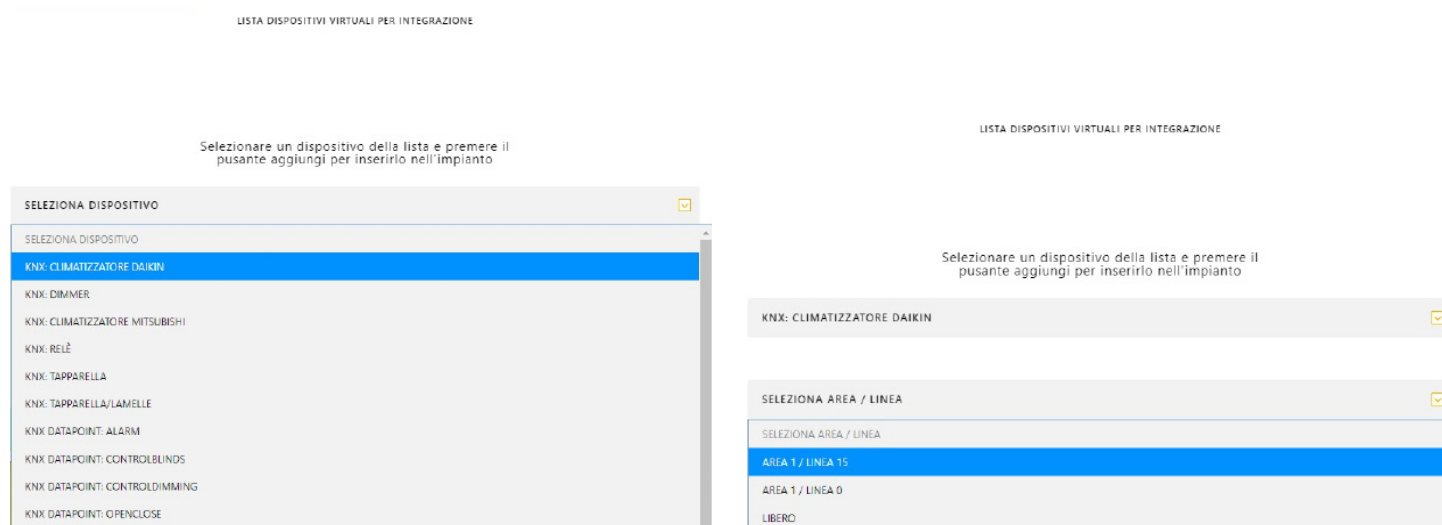 LISTA DISPOSITIVI VIRTUALI PER INTEGRAZIONE
Selezionare un dispositivo della lista e premere il
pusante aggiungi per inserirlo nell'impianto
SELEZIONA DISPOSITIVO
SELEZIONA DISPOSITIVO
KNX: CLIMATIZZATORE DAIKIN
KNX: DIMMER
KNX: CLIMATIZZATORE MITSUBISHI
KNX: RELÈ
KNX: TAPPARELLA
KNX: TAPPARELLA/LAMELLE
KNX DATAPOINT: ALARM
KNX DATAPOINT: CONTROLBLINDS
KNX DATAPOINT: CONTROLDIMMING
KNX DATAPOINT: OPENCLOSE
LISTA DISPOSITIVI VIRTUALI PER INTEGRAZIONE
Selezionare un dispositivo della lista e premere il
pusante aggiungi per inserirlo nell'impianto
KNX: CLIMATIZZATORE DAIKIN
SELEZIONA AREA / LINEA
SELEZIONA AREA / LINEA
AREA 1 / LINEA 15
AREA 1 / LINEA 0
LIBERO